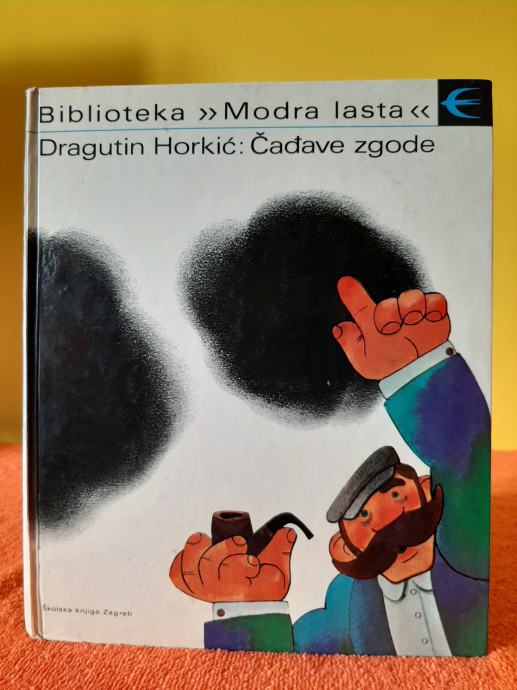 Biblioteka »Modra lasta«
Dragutin Horkić: Čađave zgode
Školska knjiga Zagreb